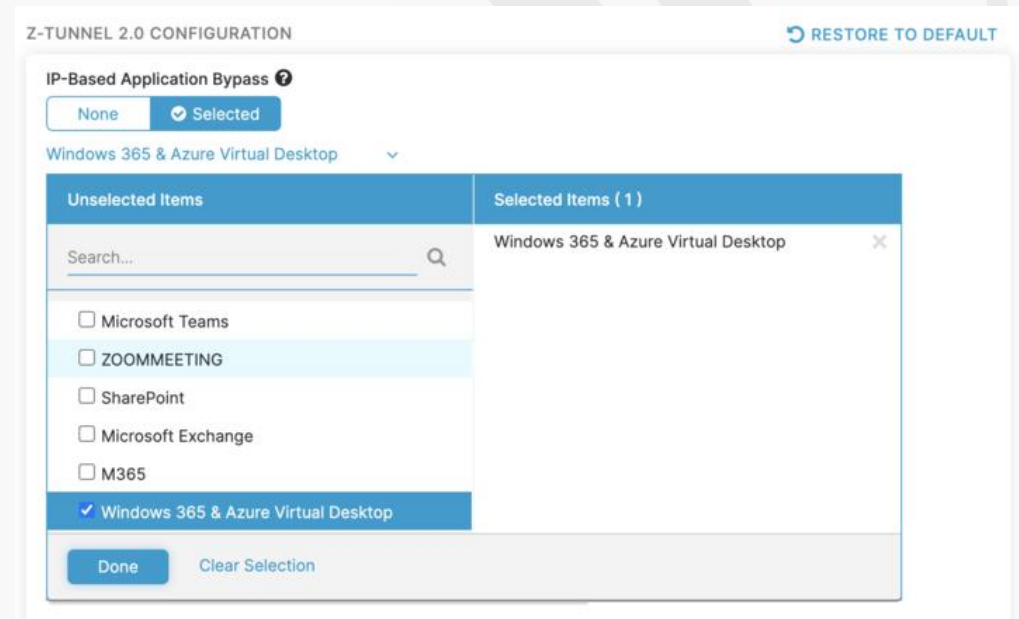 Z-TUNNEL 2.0 CONFIGURATION
RESTORE TO DEFAULT
IP-Based Application Bypass ?
None
Selected
Windows 365 & Azure Virtual Desktop
Unselected Items
Selected Items ( 1 )
Search...
Windows 365 & Azure Virtual Desktop
Microsoft Teams
ZOOMMEETING
SharePoint
Microsoft Exchange
M365
Windows 365 & Azure Virtual Desktop
Done
Clear Selection